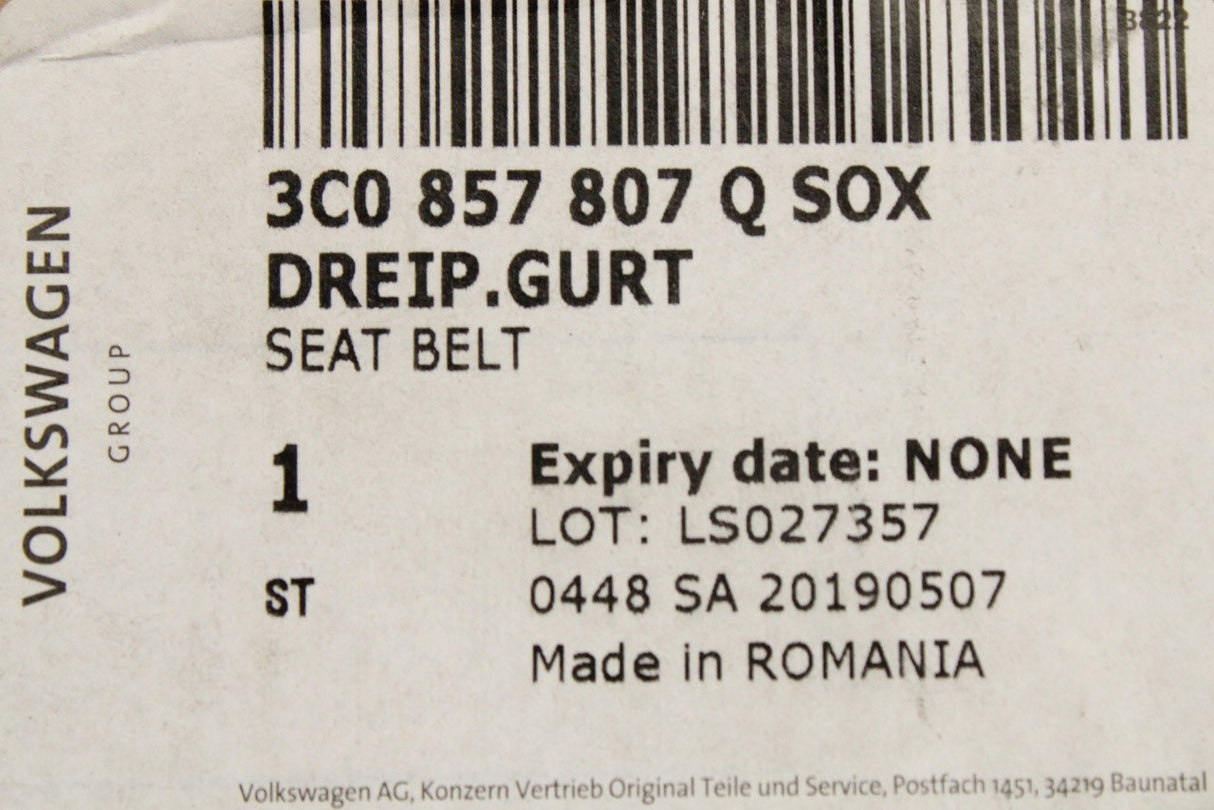 3C0 857 807 Q SOX
DREIP.GURT
SEAT BELT
1
Expiry date: NONE
LOT: LS027357
ST
0448 SA 20190507
Made in ROMANIA
VOLKSWAGEN
GROUP
Volkswagen AG, Konzern Vertrieb Original Teile und Service, Postfach 1451, 34219 Baunatal